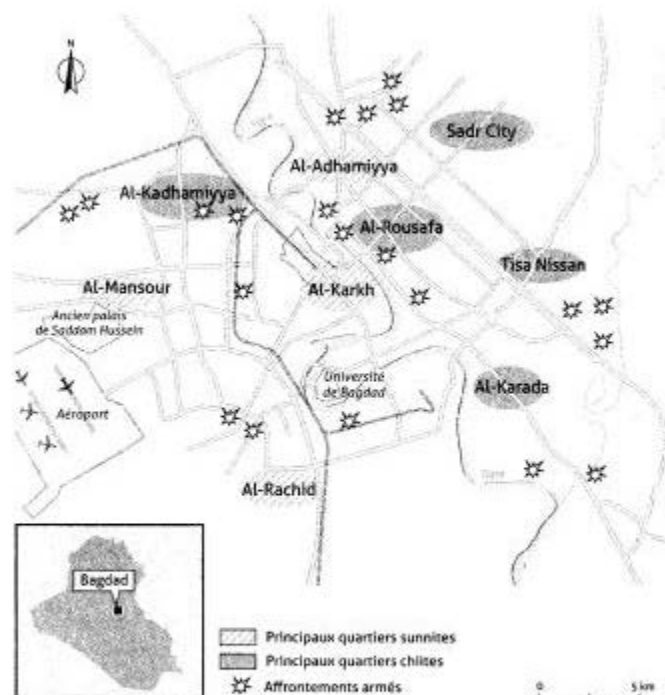 N
Sadr City
Al-Adhamiyya
Al-Kadhamiyya
Al-Rousafa
Tisa Nissan
Al-Mansour
Al-Karkh
Ancien palais
de Saddam Hussein
Université
de Bagdad
Al-Karada
Aéroport
Tigre
Al-Rachid
Bagdad
Principaux quartiers sunnites
Principaux quartiers chiites
Affrontements armés
0 5 km